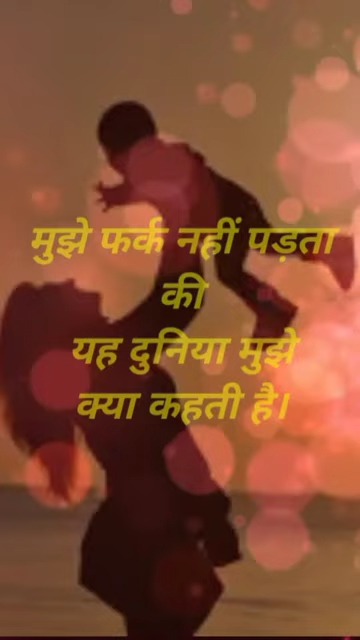 मुझे फर्क नहीं पड़ता
की
यह दुनिया मुझे
क्या कहती है।